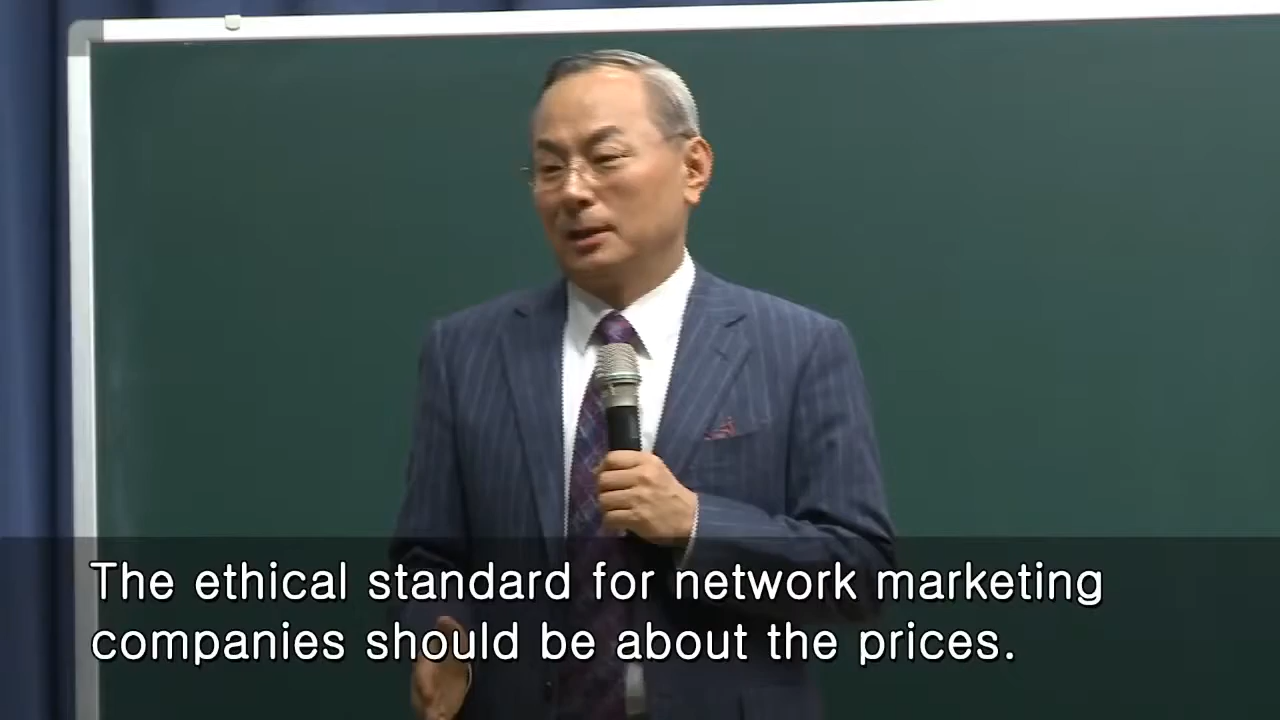 The ethical standard for network marketing
companies should be about the prices.